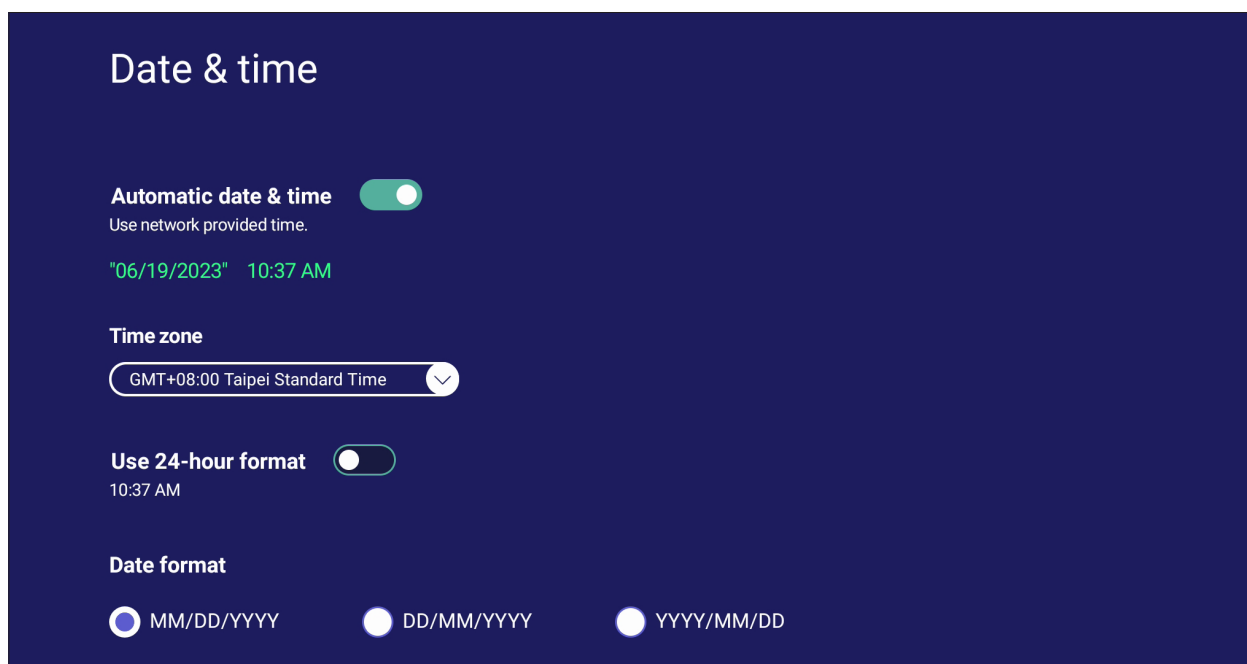 Date & time
Automatic date & time
Use network provided time.
"06/19/2023" 10:37 AM
Time zone
GMT+08:00 Taipei Standard Time
Use 24-hour format
10:37 AM
Date format
MM/DD/YYYY DD/MM/YYYY YYYY/MM/DD